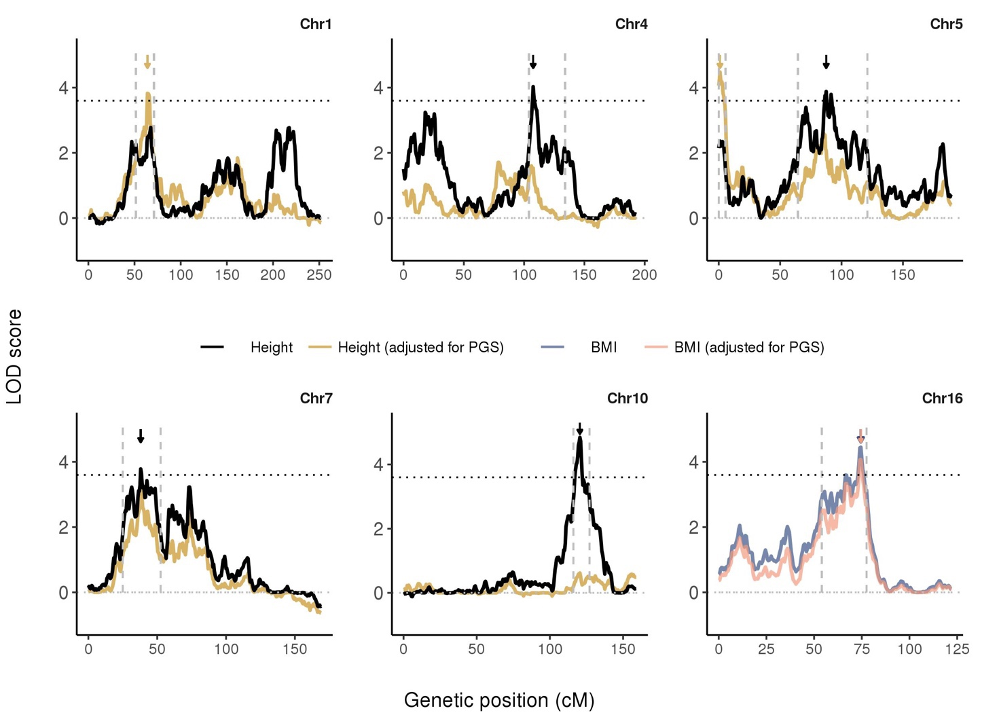 Chr1 Chr4 Chr5
4 4 4
2 2 2
0 0 0
0 50 100 150 200 250 0 50 100 150 200 0 50 100 150
LOD score
Height Height (adjusted for PGS) BMI BMI (adjusted for PGS)
Chr7 Chr10 Chr16
4 4 4
2 2 2
0 0 0
0 50 100 150 0 50 100 150 0 25 50 75 100 125
Genetic position (cM)